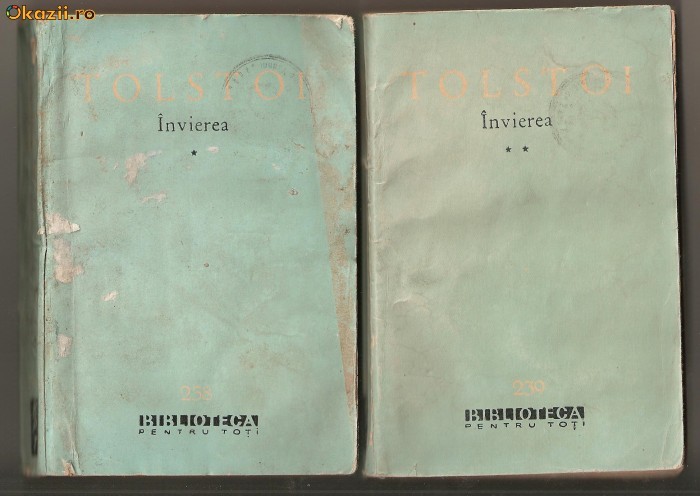 Okazii.ro
TOLSTOI
Învierea
*
238
BIBLIOTECA
PENTRU TOȚI
TOLSTOI
Învierea
* *
239
BIBLIOTECA
PENTRU TOȚI